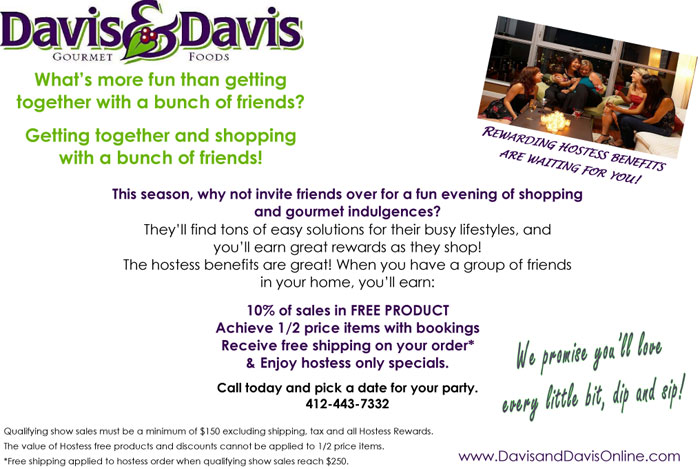 Davis & Davis
GOURMET FOODS
What's more fun than getting
together with a bunch of friends?
Getting together and shopping
with a bunch of friends!
REWARDING HOSTESS BENEFITS
ARE WAITING FOR YOU!
This season, why not invite friends over for a fun evening of shopping
and gourmet indulgences?
They'll find tons of easy solutions for their busy lifestyles, and
you'll earn great rewards as they shop!
The hostess benefits are great! When you have a group of friends
in your home, you'll earn:
10% of sales in FREE PRODUCT
Achieve 1/2 price items with bookings
Receive free shipping on your order*
& Enjoy hostess only specials.
Call today and pick a date for your party.
412-443-7332
We promise you'll love
every little bit, dip and sip!
Qualifying show sales must be a minimum of $150 excluding shipping, tax and all Hostess Rewards.
The value of Hostess free products and discounts cannot be applied to 1/2 price items.
*Free shipping applied to hostess order when qualifying show sales reach $250.
www.DavisandDavisOnline.com